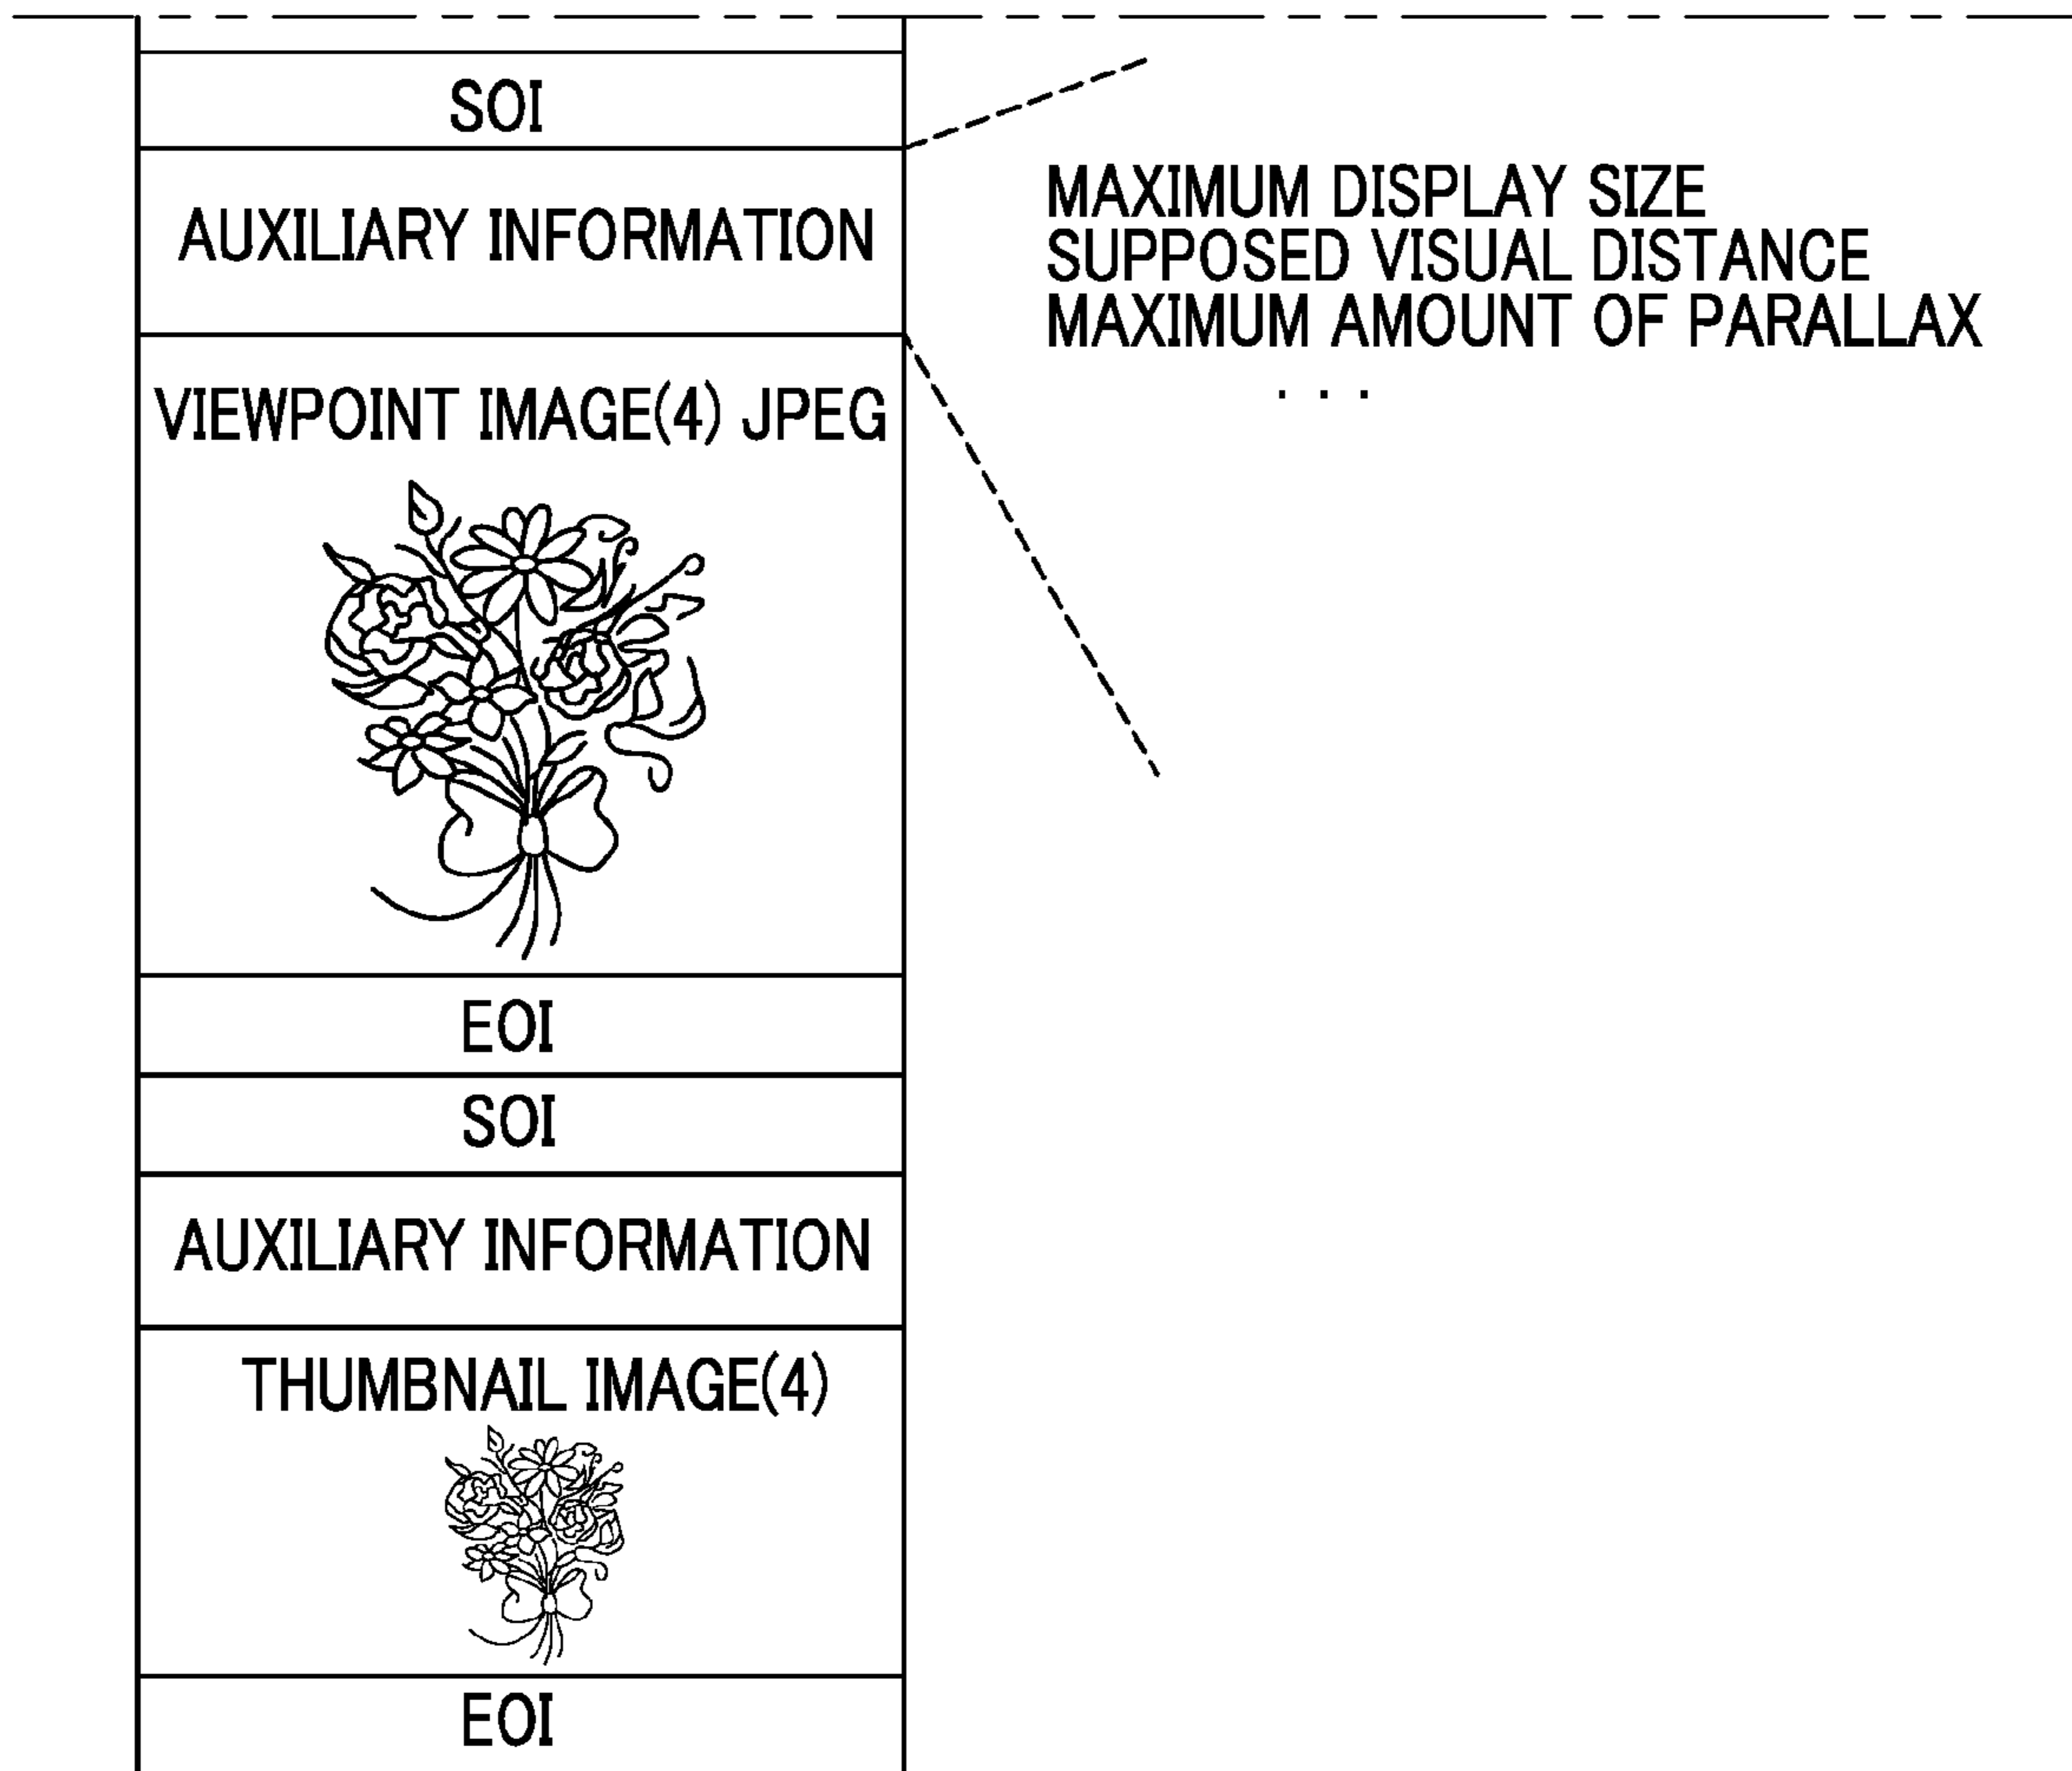 SOI
AUXILIARY INFORMATION
MAXIMUM DISPLAY SIZE
SUPPOSED VISUAL DISTANCE
MAXIMUM AMOUNT OF PARALLAX
. . .
VIEWPOINT IMAGE(4) JPEG
EOI
SOI
AUXILIARY INFORMATION
THUMBNAIL IMAGE(4)
EOI